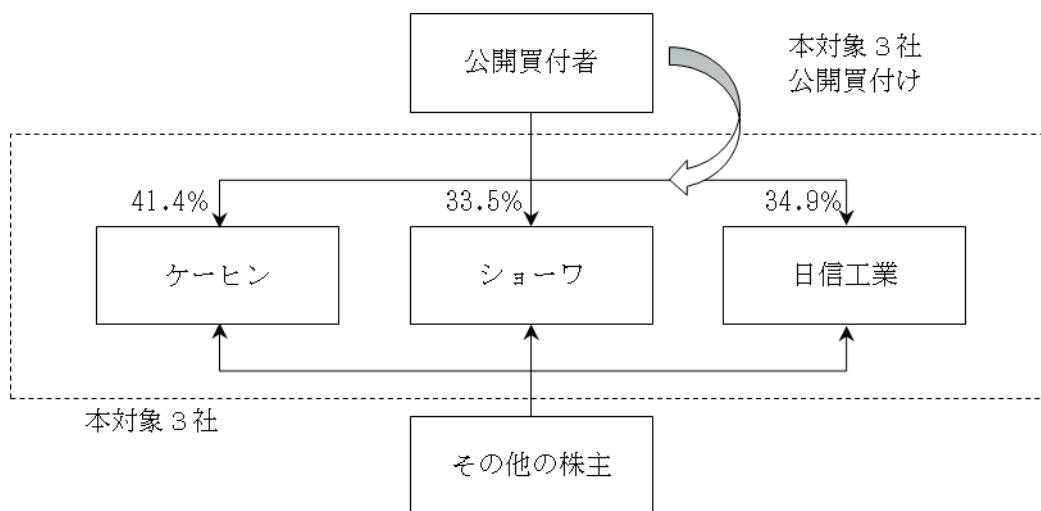 公開買付者
本対象３社
公開買付け
41.4%
33.5%
34.9%
ケーヒン
ショーワ
日信工業
本対象３社
その他の株主